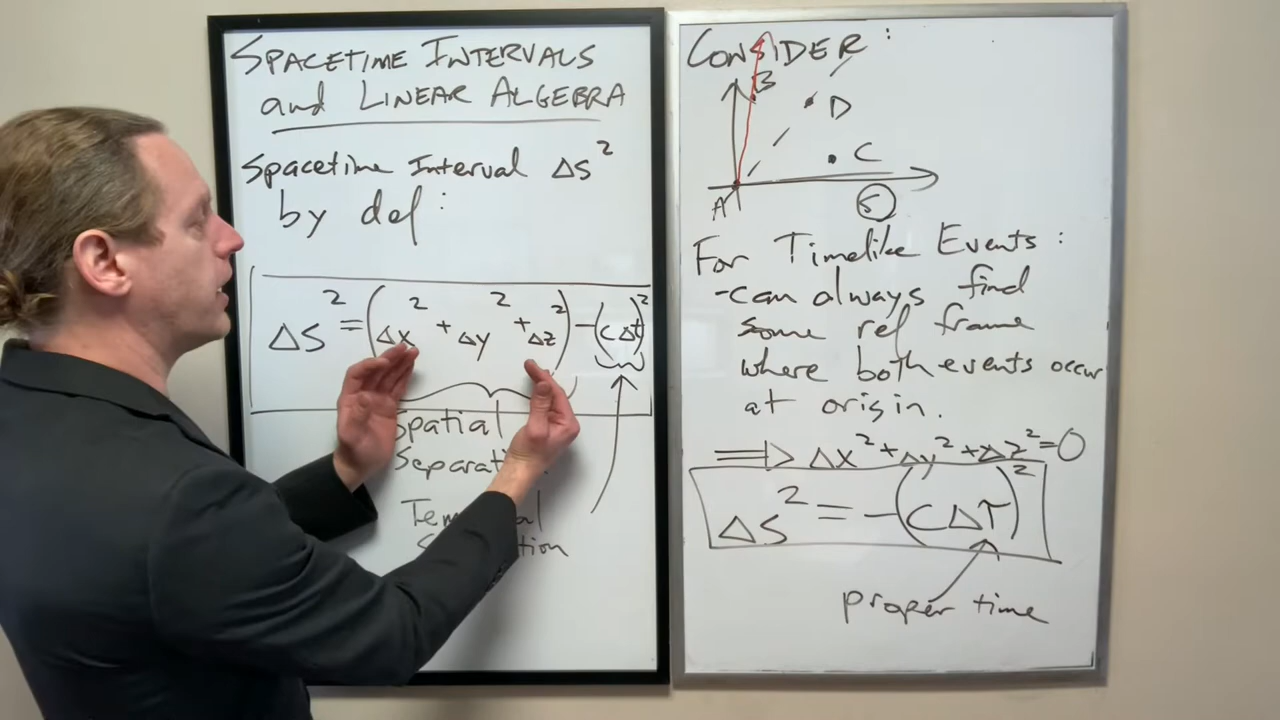 SPACETIME INTERVALS
and LINEAR ALGEBRA
Spacetime Interval ΔS²
by def:
ΔS² = (Δx² + Δy² + Δz²) - (cΔt)²
Spatial
CONSIDER:
B
D
C
A
For Timelike Events:
-can always find
some ref frame
where both events occur
at origin.
⟹ Δx² + Δy² + Δz² = 0
ΔS² = -(CΔT)²
proper time